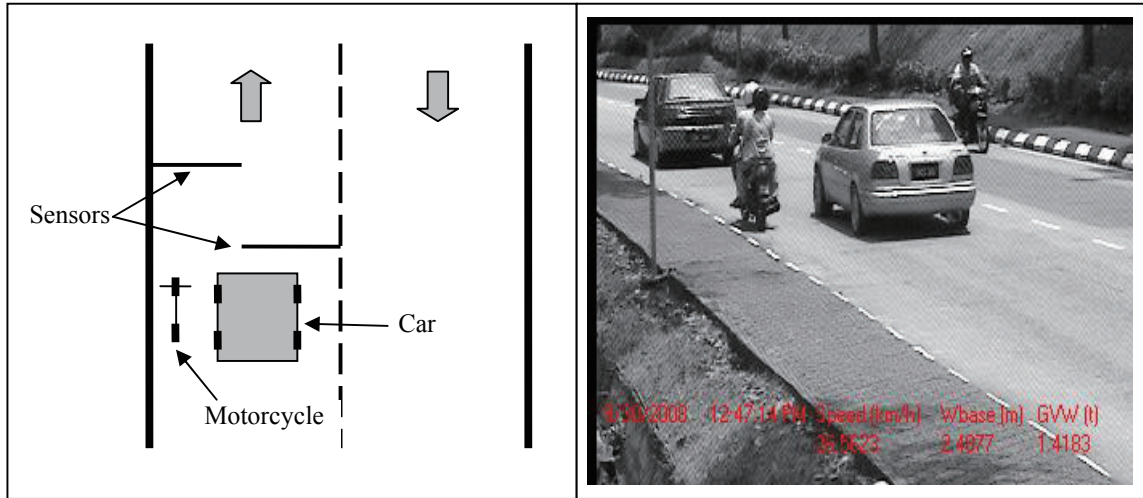 Sensors
Car
Motorcycle
12:47:14 PM Speed (km/h) Wbase (m) GVW (t)
2.4877 1.4183